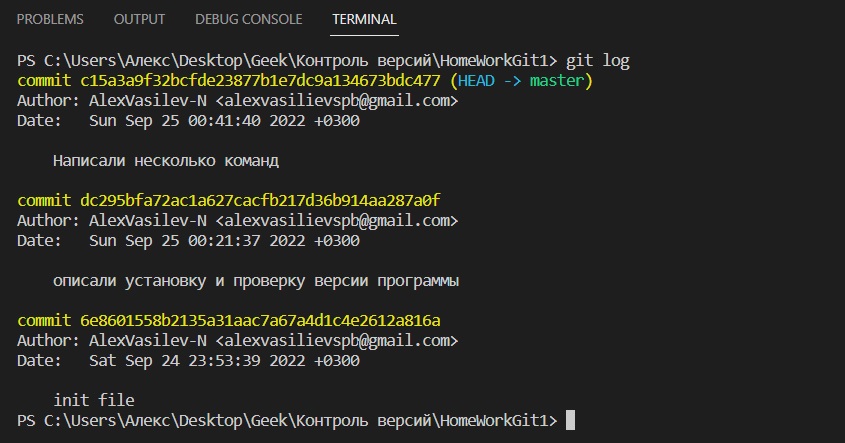 PROBLEMS OUTPUT DEBUG CONSOLE TERMINAL
PS C:\Users\Алекс\Desktop\Geek\Контроль версий\HomeWorkGit1> git log
commit c15a3a9f32bcfde23877b1e7dc9a134673bdc477 (HEAD -> master)
Author: AlexVasilev-N <alexvasilievspb@gmail.com>
Date:   Sun Sep 25 00:41:40 2022 +0300
Написали несколько команд
commit dc295bfa72ac1a627cacfb217d36b914aa287a0f
Author: AlexVasilev-N <alexvasilievspb@gmail.com>
Date:   Sun Sep 25 00:21:37 2022 +0300
описали установку и проверку версии программы
commit 6e8601558b2135a31aac7a67a4d1c4e2612a816a
Author: AlexVasilev-N <alexvasilievspb@gmail.com>
Date:   Sat Sep 24 23:53:39 2022 +0300
init file
PS C:\Users\Алекс\Desktop\Geek\Контроль версий\HomeWorkGit1>